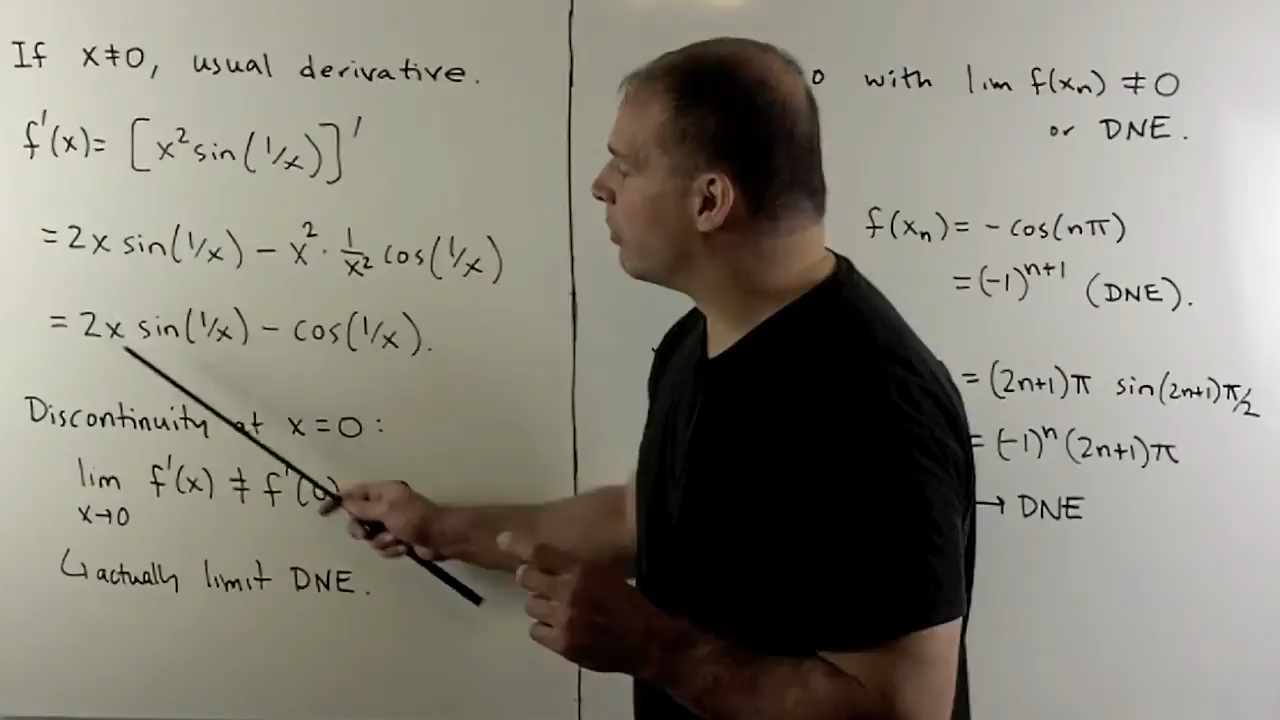 If x≠0, usual derivative.
f'(x)= [x²sin(1/x)]'
=2x sin(1/x) - x² · 1/x² cos(1/x)
=2x sin(1/x) - cos(1/x).
Discontinuity at x=0:
lim f'(x) ≠ f'(0)
x→0
↳actually limit DNE.
0 with lim f(xn) ≠0
or DNE.
f(xn)= -cos(nπ)
=(-1)ⁿ⁺¹ (DNE).
=(2n+1)π sin(2n+1)π/2
=(-1)ⁿ(2n+1)π
→ DNE